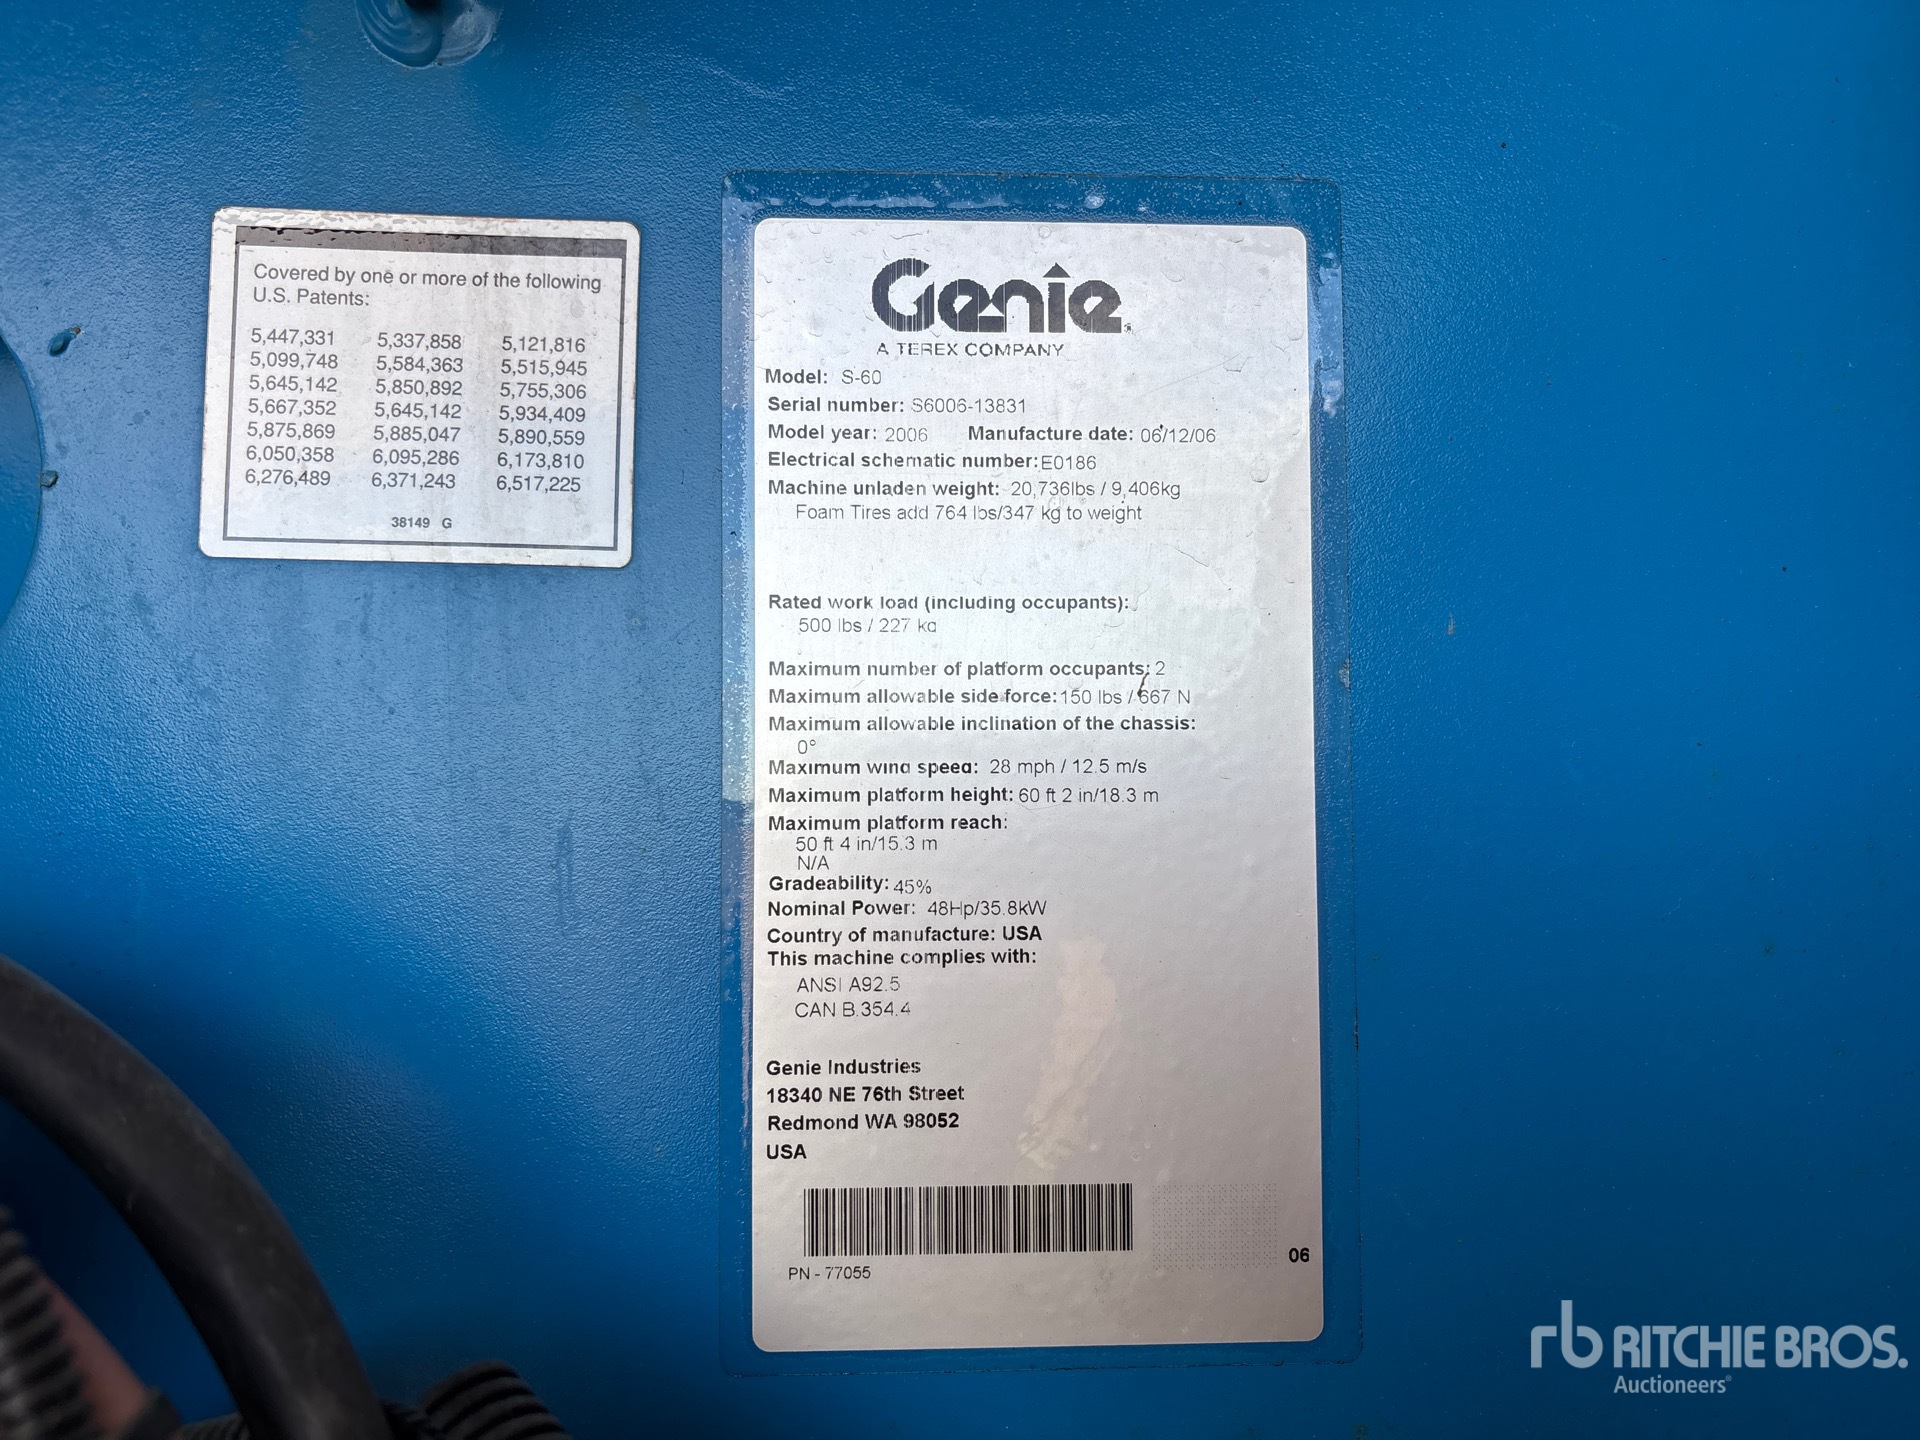 Covered by one or more of the following
U.S. Patents:
5,447,331 5,337,858 5,121,816
5,099,748 5,584,363 5,515,945
5,645,142 5,850,892 5,755,306
5,667,352 5,645,142 5,934,409
5,875,869 5,885,047 5,890,559
6,050,358 6,095,286 6,173,810
6,276,489 6,371,243 6,517,225
38149 G
Genie
A TEREX COMPANY
Model: S-60
Serial number: S6006-13831
Model year: 2006 Manufacture date: 06/12/06
Electrical schematic number: E0186
Machine unladen weight: 20,736lbs / 9,406kg
Foam Tires add 764 lbs/347 kg to weight
Rated work load (including occupants):
500 lbs / 227 kg
Maximum number of platform occupants: 2
Maximum allowable side force: 150 lbs / 667 N
Maximum allowable inclination of the chassis:
0°
Maximum wind speed: 28 mph / 12.5 m/s
Maximum platform height: 60 ft 2 in/18.3 m
Maximum platform reach:
50 ft 4 in/15.3 m
N/A
Gradeability: 45%
Nominal Power: 48Hp/35.8kW
Country of manufacture: USA
This machine complies with:
ANSI A92.5
CAN B.354.4
Genie Industries
18340 NE 76th Street
Redmond WA 98052
USA
06
PN - 77055
rb RITCHIE BROS.
Auctioneers